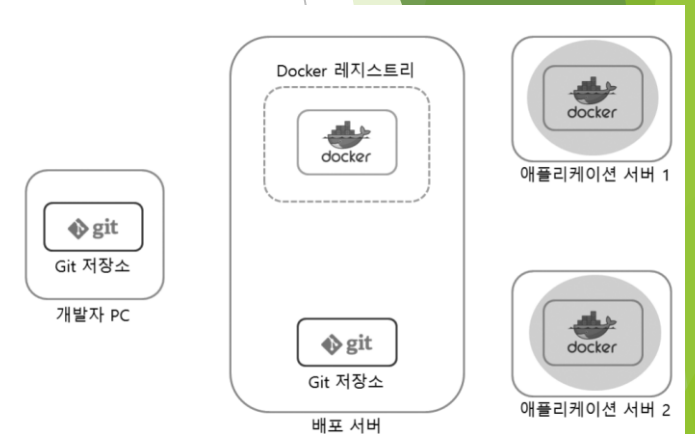 Docker 레지스트리
docker
docker
애플리케이션 서버 1
git
Git 저장소
개발자 PC
git
Git 저장소
배포 서버
docker
애플리케이션 서버 2